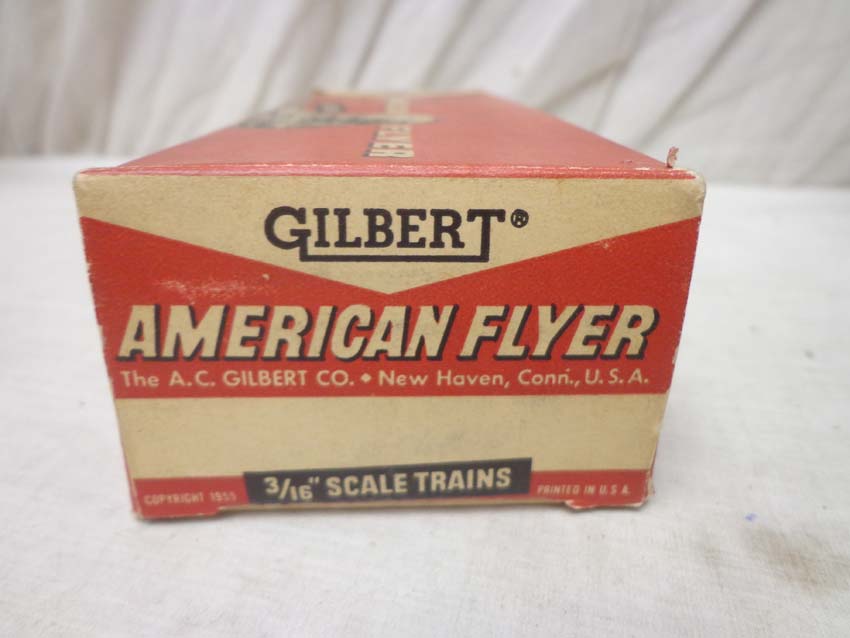 FLYER
GILBERT®
AMERICAN FLYER
The A.C. GILBERT CO. • New Haven, Conn., U.S.A.
COPYRIGHT 1955
3/16" SCALE TRAINS
PRINTED IN U.S.A.